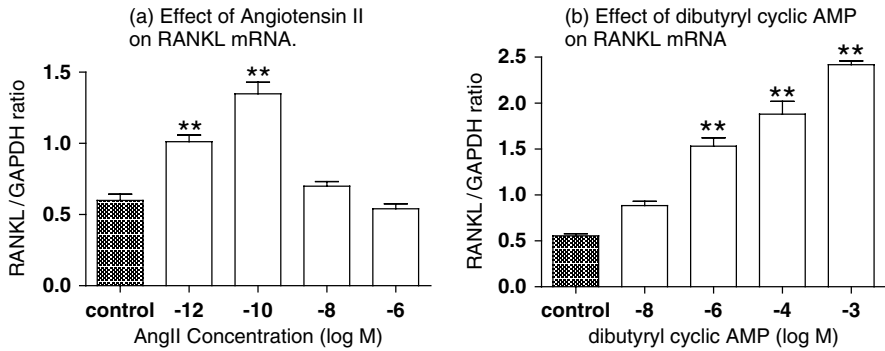 (a) Effect of Angiotensin II
on RANKL mRNA.
RANKL/GAPDH ratio
1.5
1.0
0.5
0.0
**
**
control -12 -10 -8 -6
AngII Concentration (log M)
(b) Effect of dibutyryl cyclic AMP
on RANKL mRNA
RANKL/GAPDH ratio
2.5
2.0
1.5
1.0
0.5
0.0
**
**
**
control -8 -6 -4 -3
dibutyryl cyclic AMP (log M)